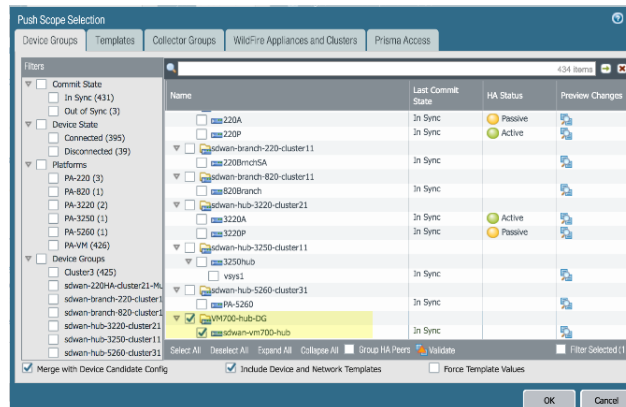 Push Scope Selection
Device Groups
Templates
Collector Groups
WildFire Appliances and Clusters
Prisma Access
Filters
Commit State
In Sync (431)
Out of Sync (3)
Device State
Connected (395)
Disconnected (39)
Platforms
PA-220 (3)
PA-820 (1)
PA-3220 (2)
PA-3250 (1)
PA-5260 (1)
PA-VM (426)
Device Groups
Cluster3 (425)
sdwan-220HA-cluster21-Mu
sdwan-branch-220-cluster1
sdwan-branch-820-cluster1
sdwan-hub-3220-cluster21
sdwan-hub-3250-cluster11
sdwan-hub-5260-cluster31
434 items
Name Last Commit State HA Status Preview Changes
220A In Sync Passive
220P In Sync Active
sdwan-branch-220-cluster11
220BrnchSA In Sync
sdwan-branch-820-cluster11
820Branch In Sync
sdwan-hub-3220-cluster21
3220A In Sync Active
3220P In Sync Passive
sdwan-hub-3250-cluster11
3250hub
vsys1 In Sync
sdwan-hub-5260-cluster31
PA-5260 In Sync
VM700-hub-DG
sdwan-vm700-hub In Sync
Select All Deselect All Expand All Collapse All Group HA Peers Validate Filter Selected (1
Merge with Device Candidate Config Include Device and Network Templates Force Template Values
OK Cancel